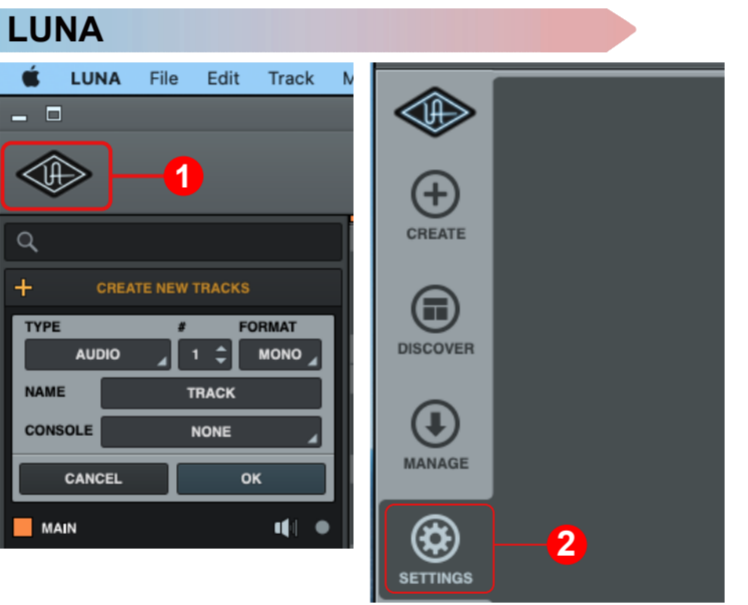 LUNA
LUNA File Edit Track M
1
CREATE NEW TRACKS
TYPE # FORMAT
AUDIO 1 MONO
NAME TRACK
CONSOLE NONE
CANCEL OK
MAIN
CREATE
DISCOVER
MANAGE
SETTINGS
2